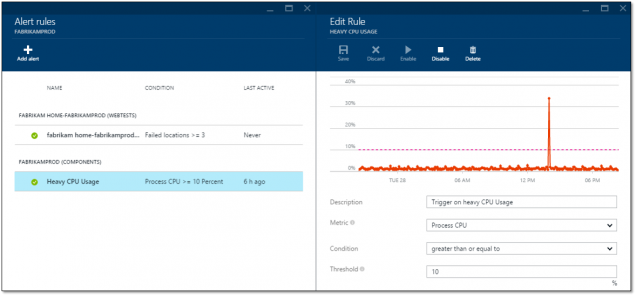 Alert rules
FABRIKAMPROD
Add alert
NAME CONDITION LAST ACTIVE
FABRIKAM HOME-FABRIKAMPROD (WEBTESTS)
fabrikam home-fabrikamprod... Failed locations >= 3 Never
FABRIKAMPROD (COMPONENTS)
Heavy CPU Usage Process CPU >= 10 Percent 6 h ago
Edit Rule
HEAVY CPU USAGE
Save Discard Enable Disable Delete
40%
30%
20%
10%
0%
TUE 28 06 AM 12 PM 06 PM
Description Trigger on heavy CPU Usage
Metric Process CPU
Condition greater than or equal to
Threshold 10
%